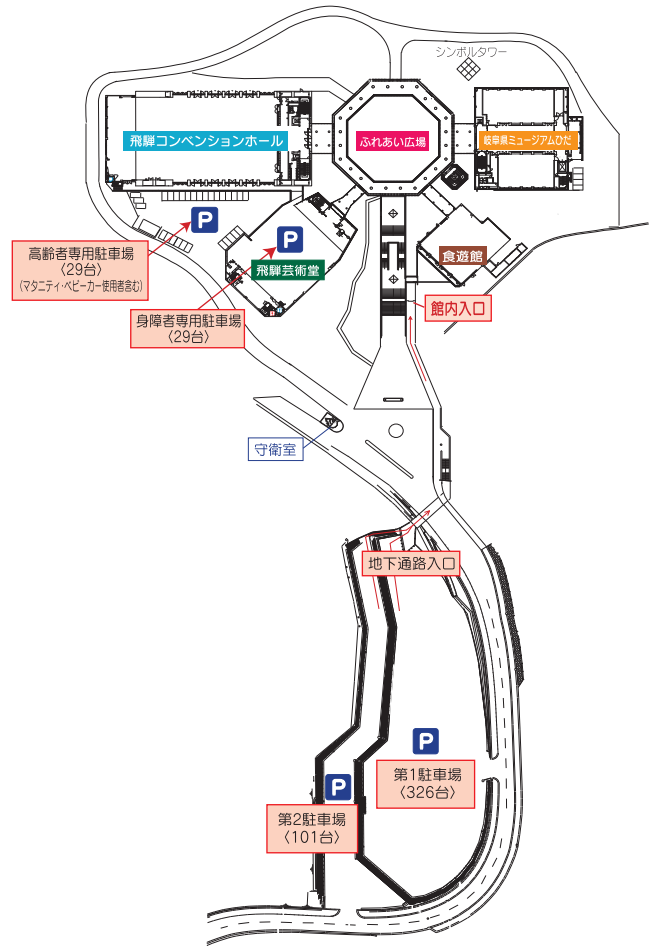 シンボルタワー
飛騨コンベンションホール
ふれあい広場
岐阜県ミュージアムひだ
P
P
高齢者専用駐車場
〈29台〉
(マタニティ・ベビーカー使用者含む)
飛騨芸術堂
食遊館
身障者専用駐車場
〈29台〉
館内入口
守衛室
地下通路入口
P
第1駐車場
〈326台〉
P
第2駐車場
〈101台〉